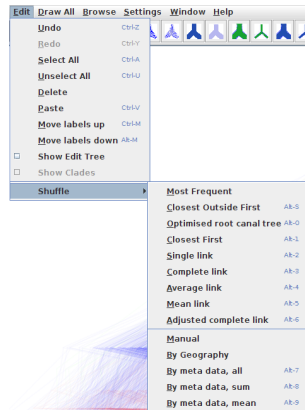 Edit Draw All Browse Settings Window Help
Undo Ctrl-Z
Redo Ctrl-Y
Select All Ctrl-A
Unselect All Ctrl-U
Delete
Paste Ctrl-V
Move labels up Ctrl-M
Move labels down Alt-M
Show Edit Tree
Show Clades
Shuffle
Most Frequent
Closest Outside First Alt-S
Optimised root canal tree Alt-0
Closest First Alt-1
Single link Alt-2
Complete link Alt-3
Average link Alt-4
Mean link Alt-5
Adjusted complete link Alt-6
Manual
By Geography
By meta data, all Alt-7
By meta data, sum Alt-8
By meta data, mean Alt-9